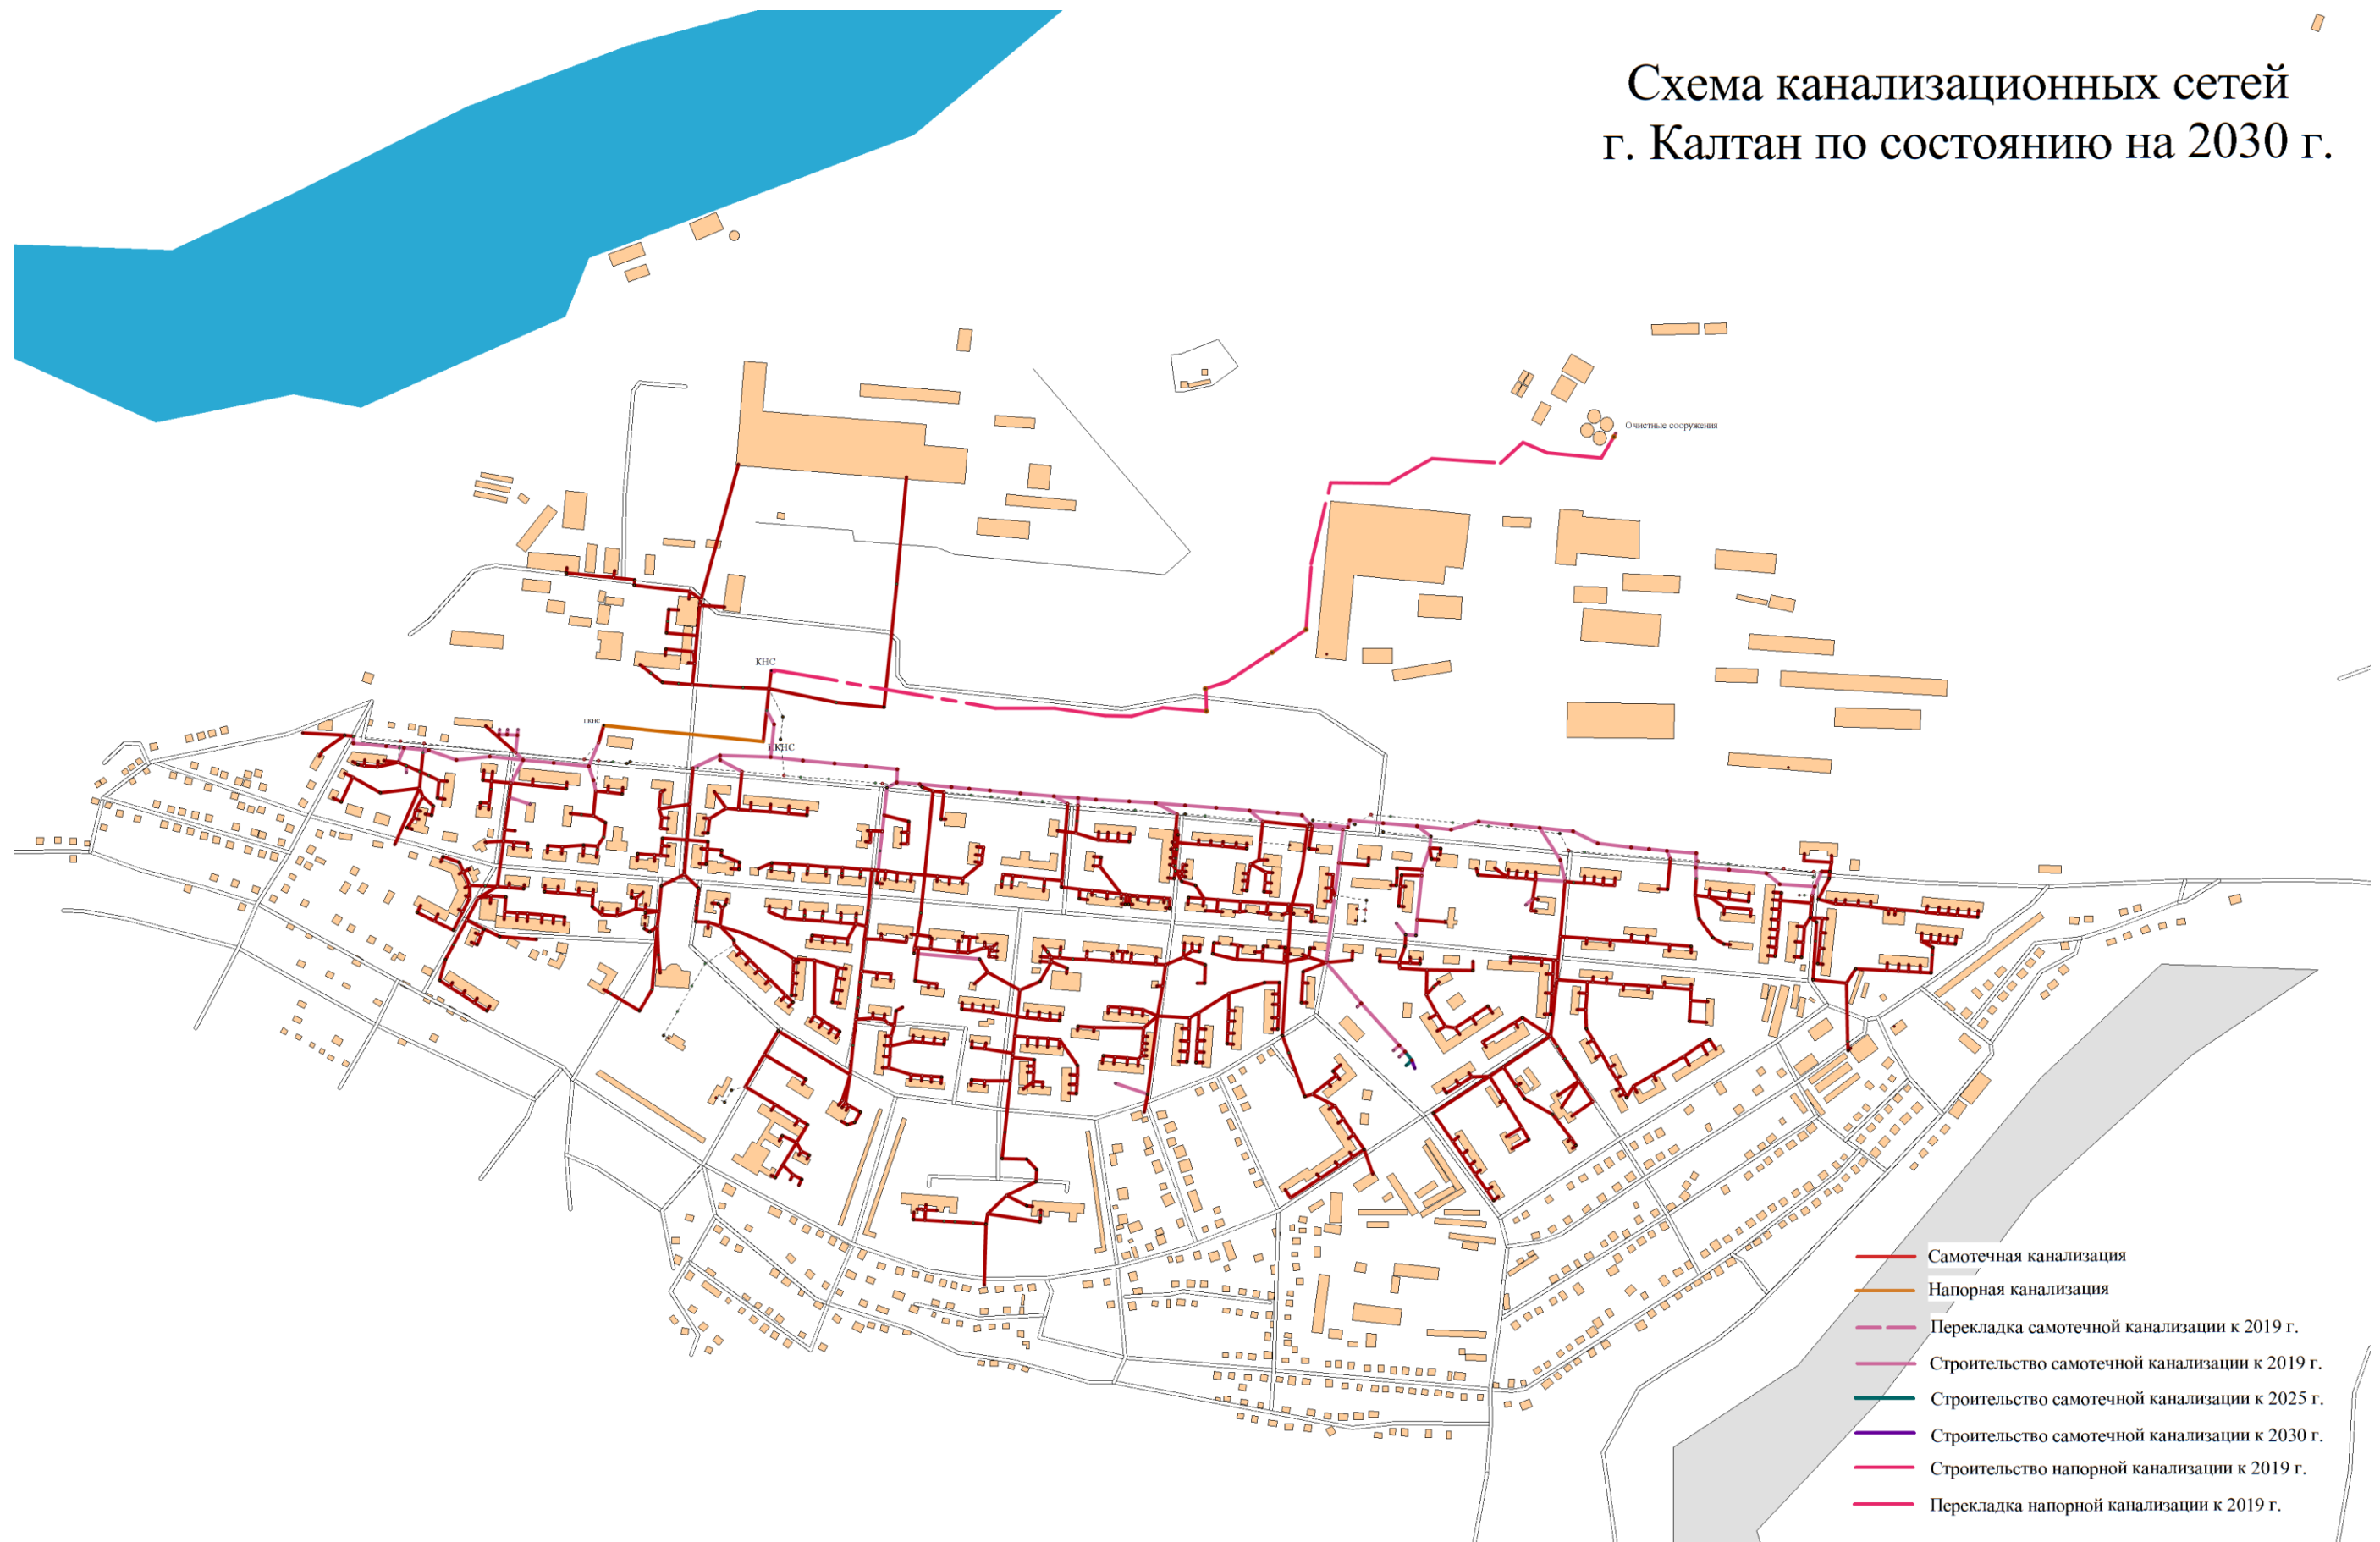 Схема канализационных сетей
г. Калтан по состоянию на 2030 г.
Очистные сооружения
КНС
КНС
Самотечная канализация
Напорная канализация
Перекладка самотечной канализации к 2019 г.
Строительство самотечной канализации к 2019 г.
Строительство самотечной канализации к 2025 г.
Строительство самотечной канализации к 2030 г.
Строительство напорной канализации к 2019 г.
Перекладка напорной канализации к 2019 г.